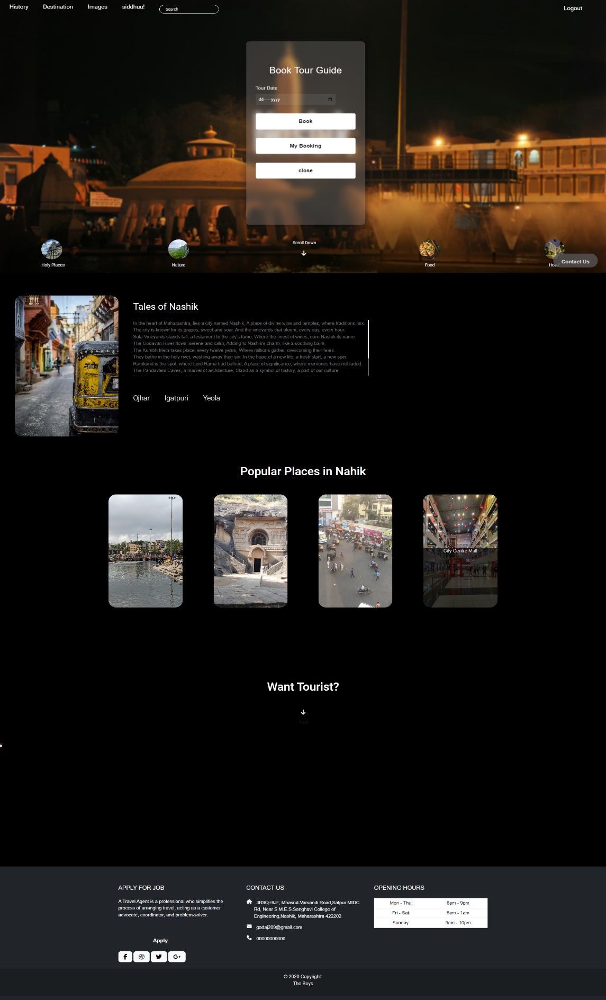 History Destination Images siddhuu! Search Logout
Book Tour Guide
Tour Date
dd-----yyyy
Book
My Booking
close
Scroll Down
Holy Places Nature Food Hotel
Contact Us
Tales of Nashik
In the heart of Maharashtra, lies a city named Nashik, A place of divine wine and temples, where traditions mix.
The city is known for its grapes, sweet and sour, And the vineyards that bloom, every day, every hour.
Sula Vineyards stands tall, a testament to the city's fame, Where the finest of wines, earn Nashik its name.
The Godavari River flows, serene and calm, Adding to Nashik's charm, like a soothing balm.
The Kumbh Mela takes place, every twelve years, Where millions gather, overcoming their fears.
They bathe in the holy river, washing away their sin, In the hope of a new life, a fresh start, a new spin.
Ramkund is the spot, where Lord Rama had bathed, A place of significance, where memories have not faded.
The Pandavleni Caves, a marvel of architecture, Stand as a symbol of history, a part of our culture.
Ojhar Igatpuri Yeola
Popular Places in Nahik
City Centre Mall
Want Tourist?
Yes
APPLY FOR JOB
A Travel Agent is a professional who simplifies the
process of arranging travel, acting as a customer
advocate, coordinator, and problem-solver.
Apply
CONTACT US
3R9Q+9JF, Mhasrul-Varvandi Road,Satpur MIDC
Rd, Near S.M.E.S.Sanghavi College of
Engineering,Nashik, Maharashtra 422202
gadaj209@gmail.com
00000000000
OPENING HOURS
Mon - Thu: 8am - 9pm
Fri - Sat: 8am - 1am
Sunday: 9am - 10pm
© 2020 Copyright:
The Boys